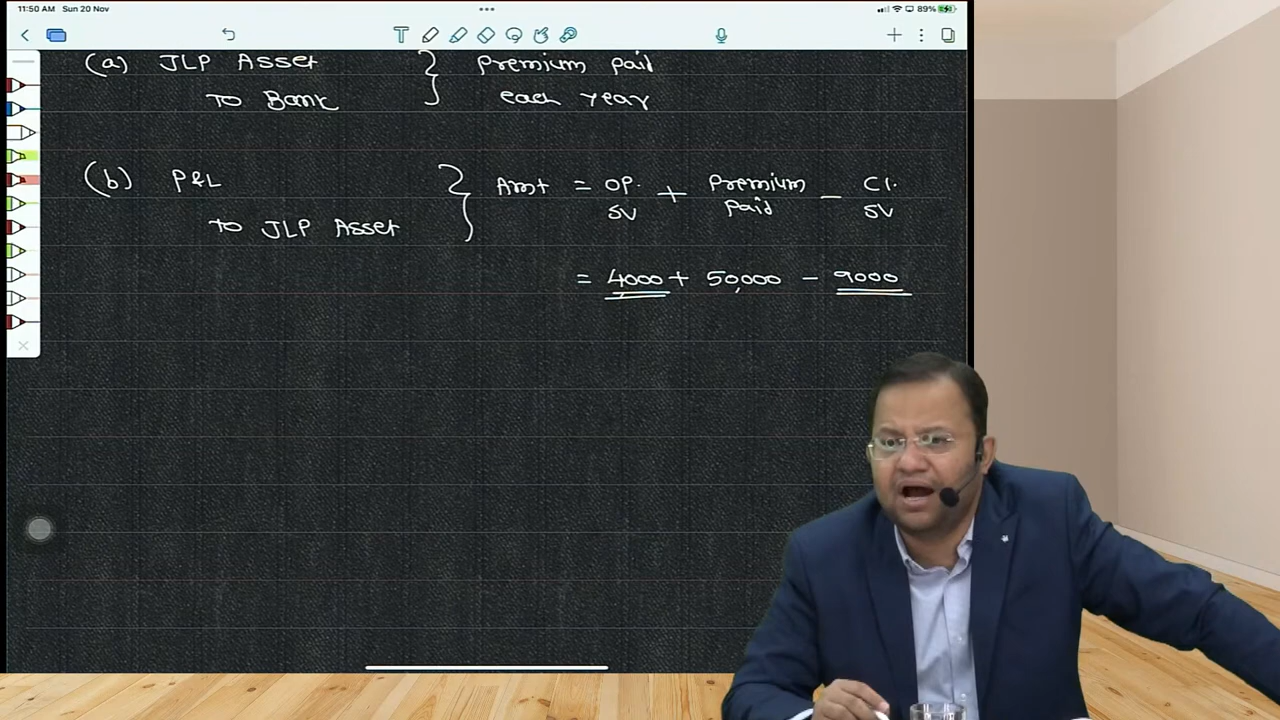 11:50 AM Sun 20 Nov
89%
(a) JLP Asset } Premium paid
To Bank each year
(b) P&L } Amt = OP. + Premium - Cl.
SV Paid SV
To JLP Asset
= 4000 + 50,000 - 9000